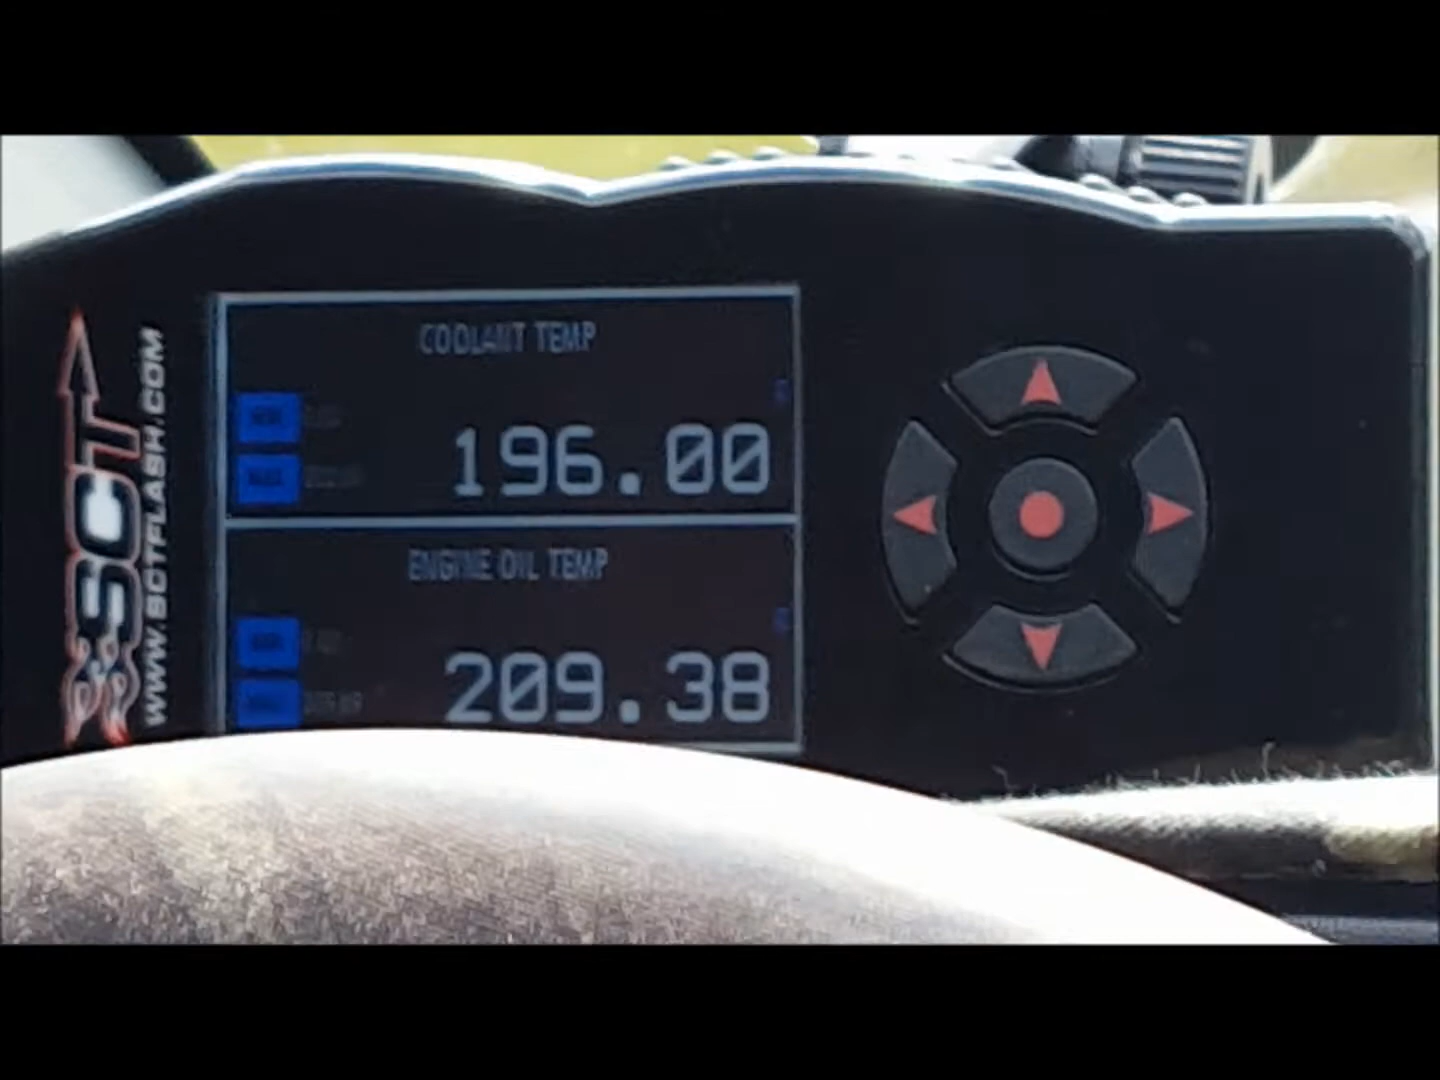 SCT
WWW.SCTFLASH.COM
COOLANT TEMP
196.00
ENGINE OIL TEMP
209.38